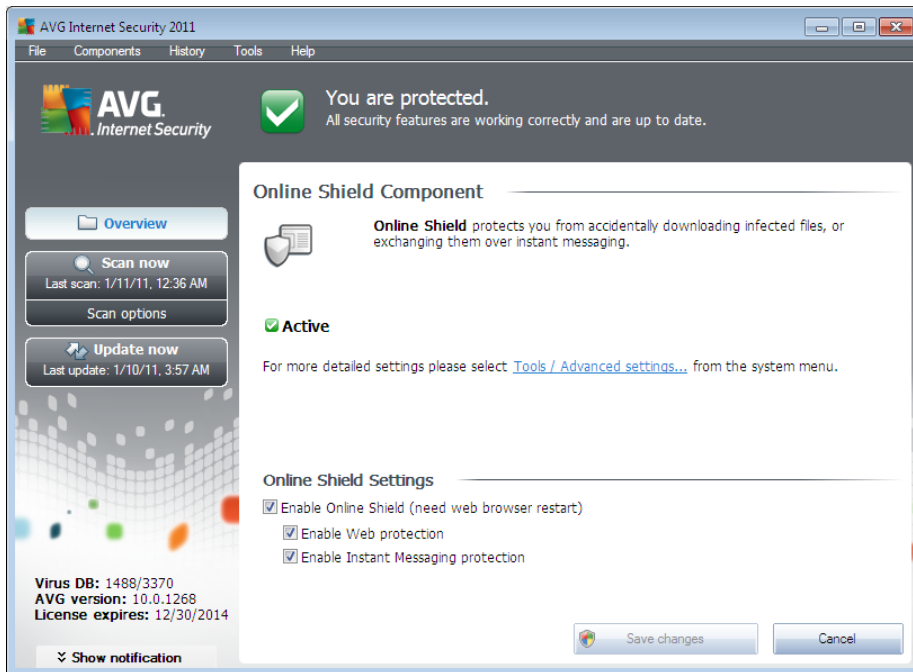 AVG Internet Security 2011
File Components History Tools Help
AVG.
Internet Security
You are protected.
All security features are working correctly and are up to date.
Overview
Scan now
Last scan: 1/11/11, 12:36 AM
Scan options
Update now
Last update: 1/10/11, 3:57 AM
Virus DB: 1488/3370
AVG version: 10.0.1268
License expires: 12/30/2014
Show notification
Online Shield Component
Online Shield protects you from accidentally downloading infected files, or
exchanging them over instant messaging.
Active
For more detailed settings please select Tools / Advanced settings... from the system menu.
Online Shield Settings
Enable Online Shield (need web browser restart)
Enable Web protection
Enable Instant Messaging protection
Save changes
Cancel